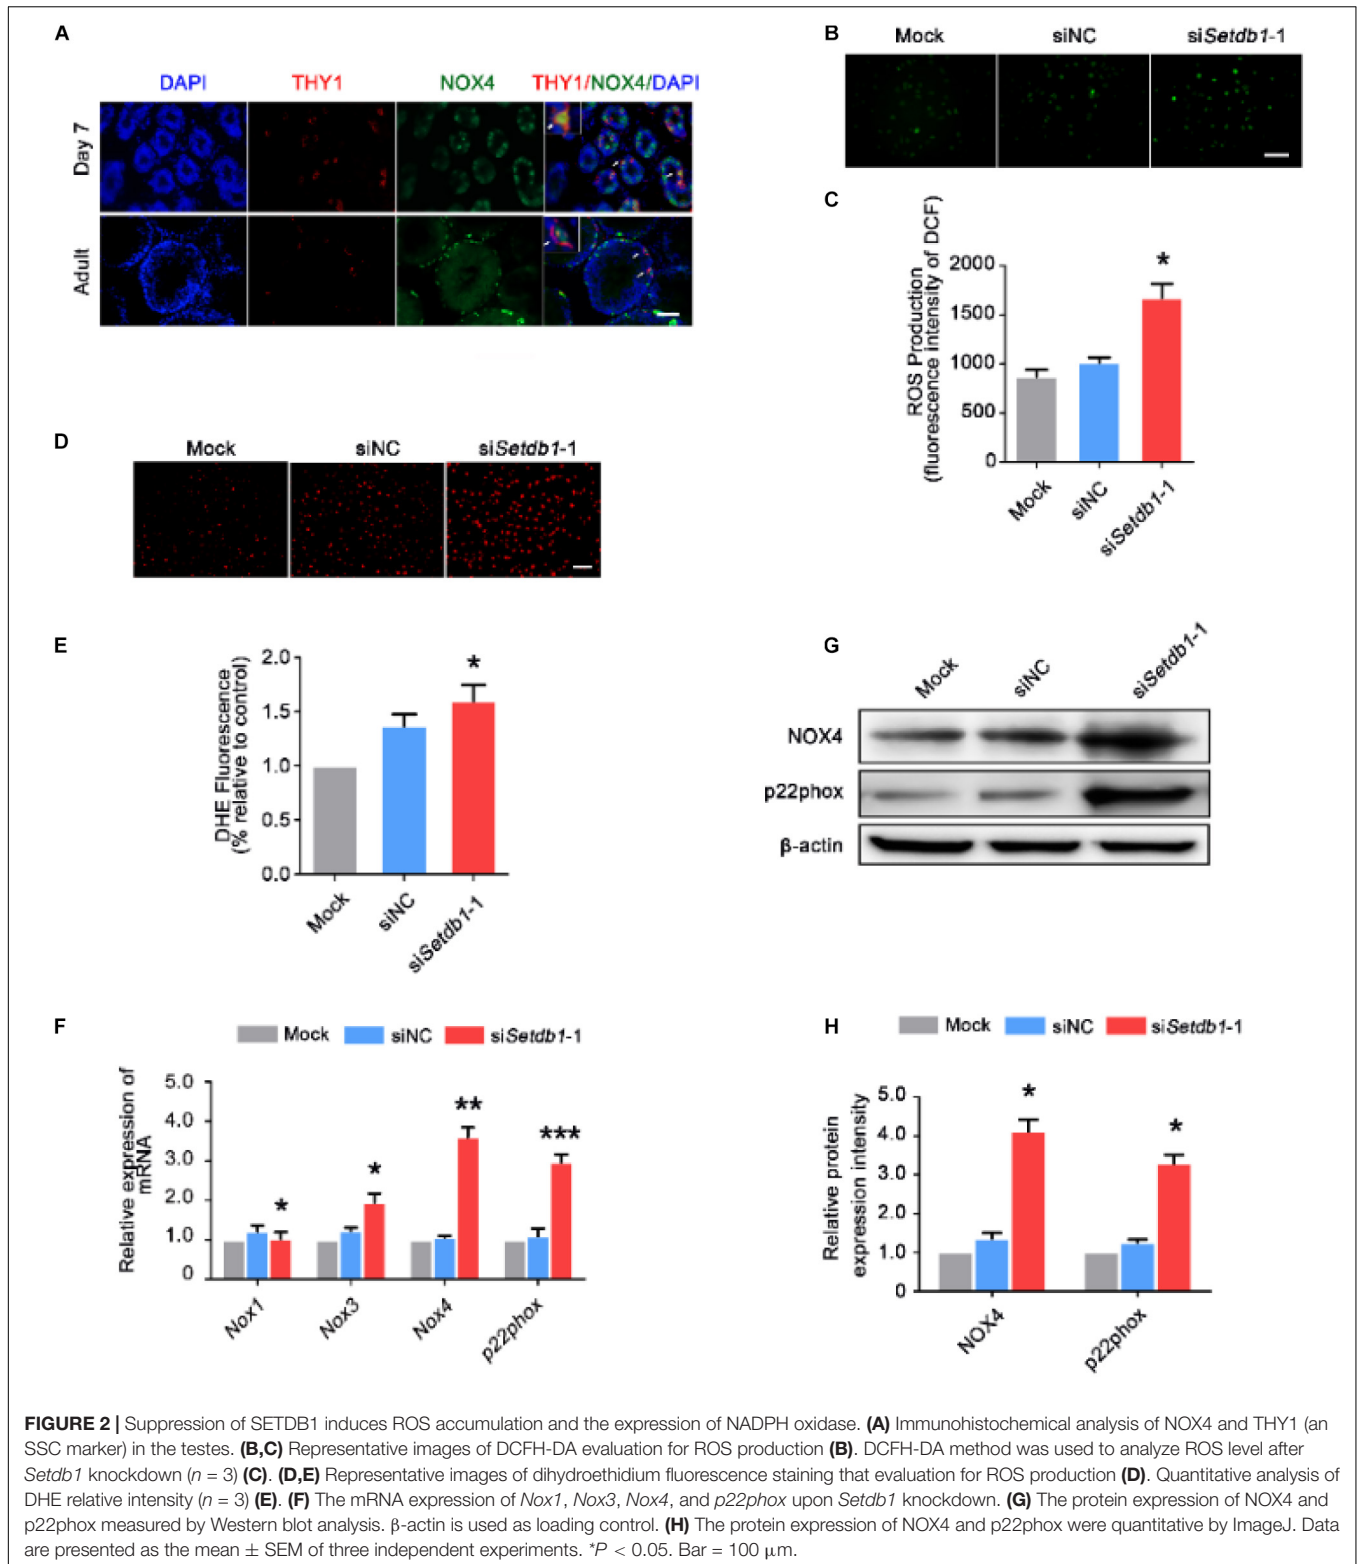 A
DAPI THY1 NOX4 THY1/NOX4/DAPI
Day 7
Adult
B
Mock siNC siSetdb1-1
C
ROS Production
(fluorescence intensity of DCF)
2000
1500
1000
500
0
*
Mock siNC siSetdb1-1
D
Mock siNC siSetdb1-1
E
DHE Fluorescence
(% relative to control)
2.0
1.5
1.0
0.5
0.0
*
Mock siNC siSetdb1-1
G
Mock siNC siSetdb1-1
NOX4
p22phox
β-actin
F
Mock siNC siSetdb1-1
Relative expression of
mRNA
5.0
4.0
3.0
2.0
1.0
0
* * ** ***
Nox1 Nox3 Nox4 p22phox
H
Mock siNC siSetdb1-1
Relative protein
expression intensity
5.0
4.0
3.0
2.0
1.0
0
* *
NOX4 p22phox
FIGURE 2 | Suppression of SETDB1 induces ROS accumulation and the expression of NADPH oxidase. (A) Immunohistochemical analysis of NOX4 and THY1 (an
SSC marker) in the testes. (B,C) Representative images of DCFH-DA evaluation for ROS production (B). DCFH-DA method was used to analyze ROS level after
Setdb1 knockdown (n = 3) (C). (D,E) Representative images of dihydroethidium fluorescence staining that evaluation for ROS production (D). Quantitative analysis of
DHE relative intensity (n = 3) (E). (F) The mRNA expression of Nox1, Nox3, Nox4, and p22phox upon Setdb1 knockdown. (G) The protein expression of NOX4 and
p22phox measured by Western blot analysis. β-actin is used as loading control. (H) The protein expression of NOX4 and p22phox were quantitative by ImageJ. Data
are presented as the mean ± SEM of three independent experiments. *P < 0.05. Bar = 100 μm.